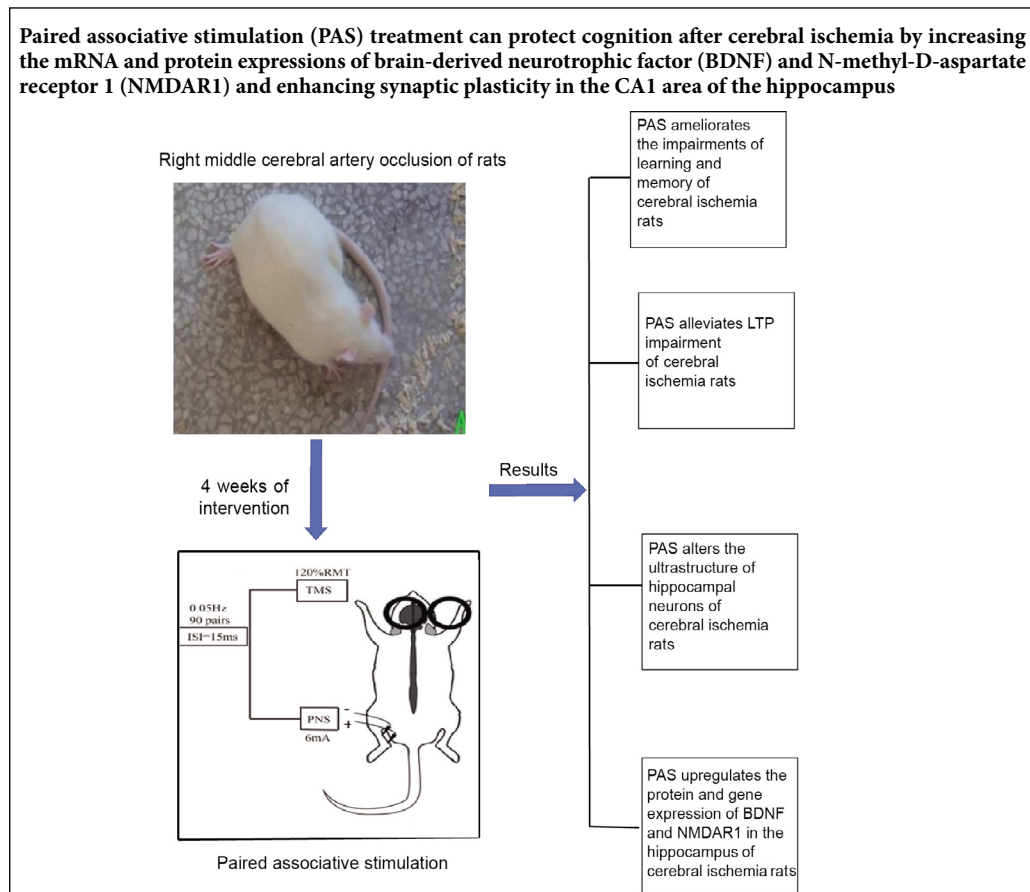 Paired associative stimulation (PAS) treatment can protect cognition after cerebral ischemia by increasing
the mRNA and protein expressions of brain-derived neurotrophic factor (BDNF) and N-methyl-D-aspartate
receptor 1 (NMDAR1) and enhancing synaptic plasticity in the CA1 area of the hippocampus
Right middle cerebral artery occlusion of rats
4 weeks of
intervention
120%RMT
TMS
0.05Hz
90 pairs
ISI=15ms
PNS
-
+
6mA
Paired associative stimulation
Results
PAS ameliorates
the impairments of
learning and
memory of
cerebral ischemia
rats
PAS alleviates LTP
impairment
of cerebral
ischemia rats
PAS alters the
ultrastructure of
hippocampal
neurons of
cerebral ischemia
rats
PAS upregulates the
protein and gene
expression of BDNF
and NMDAR1 in the
hippocampus of
cerebral ischemia rats